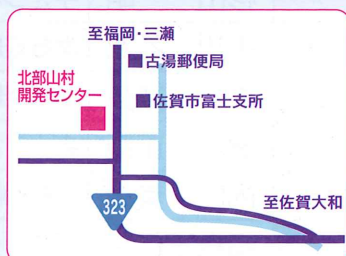 至福岡・三瀬
古湯郵便局
北部山村
開発センター
佐賀市富士支所
至佐賀大和
323